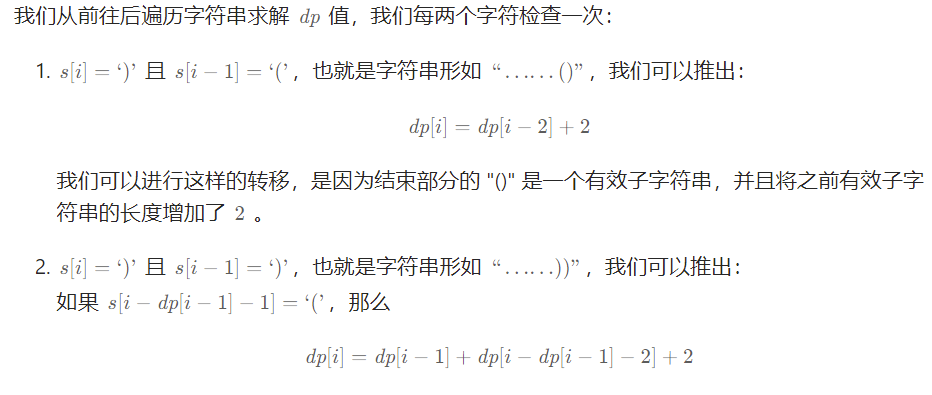 我们从前往后遍历字符串求解 dp 值，我们每两个字符检查一次：
1. s[i] = ‘)’ 且 s[i − 1] = ‘(’，也就是字符串形如 “……()”，我们可以推出：
dp[i] = dp[i − 2] + 2
我们可以进行这样的转移，是因为结束部分的 "()" 是一个有效子字符串，并且将之前有效子字
符串的长度增加了 2 。
2. s[i] = ‘)’ 且 s[i − 1] = ‘)’，也就是字符串形如 “……))”，我们可以推出：
如果 s[i − dp[i − 1] − 1] = ‘(’，那么
dp[i] = dp[i − 1] + dp[i − dp[i − 1] − 2] + 2